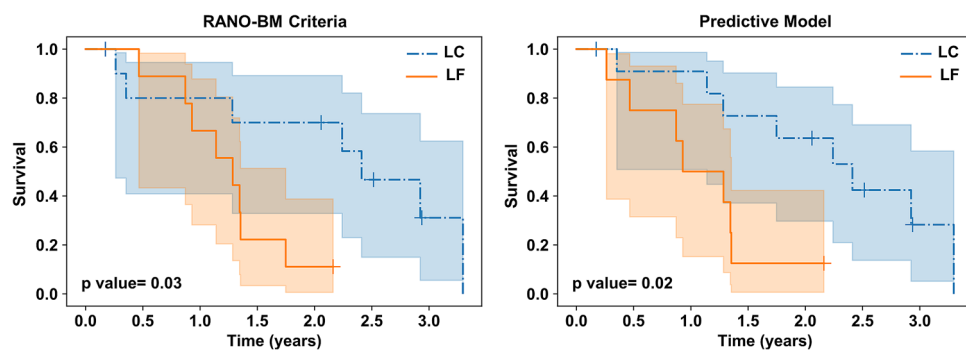 RANO-BM Criteria
1.0
0.8
0.6
0.4
0.2
0.0
Survival
LC
LF
p value= 0.03
0.0 0.5 1.0 1.5 2.0 2.5 3.0
Time (years)
Predictive Model
1.0
0.8
0.6
0.4
0.2
0.0
Survival
LC
LF
p value= 0.02
0.0 0.5 1.0 1.5 2.0 2.5 3.0
Time (years)